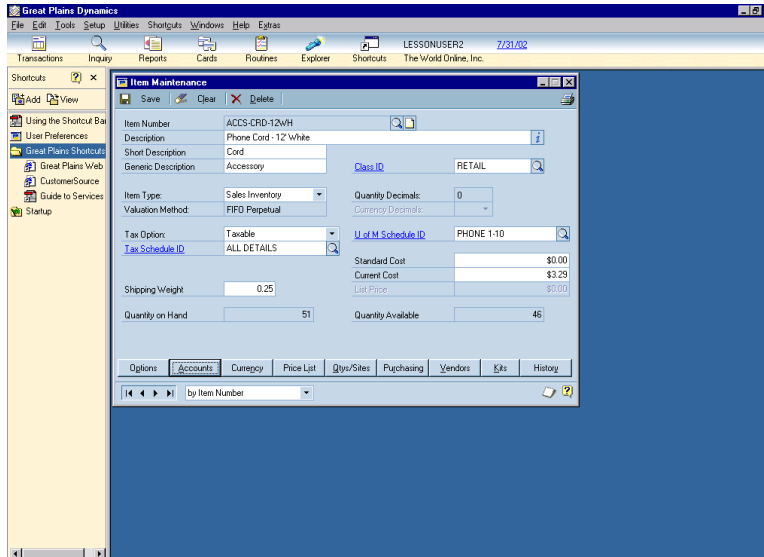 Great Plains Dynamics
File Edit Tools Setup Utilities Shortcuts Windows Help Extras
LESSONUSER2 7/31/02
Transactions Inquiry Reports Cards Routines Explorer Shortcuts The World Online, Inc.
Shortcuts
Add View
Using the Shortcut Bar
User Preferences
Great Plains Shortcuts
Great Plains Web
CustomerSource
Guide to Services
Startup
Item Maintenance
Save Clear Delete
Item Number ACCS-CRD-12WH
Description Phone Cord - 12' White
Short Description Cord
Generic Description Accessory Class ID RETAIL
Item Type: Sales Inventory Quantity Decimals: 0
Valuation Method: FIFO Perpetual Currency Decimals:
Tax Option: Taxable U of M Schedule ID PHONE 1-10
Tax Schedule ID ALL DETAILS
Standard Cost $0.00
Current Cost $3.29
Shipping Weight 0.25 List Price $0.00
Quantity on Hand 51 Quantity Available 46
Options Accounts Currency Price List Qtys/Sites Purchasing Vendors Kits History
by Item Number